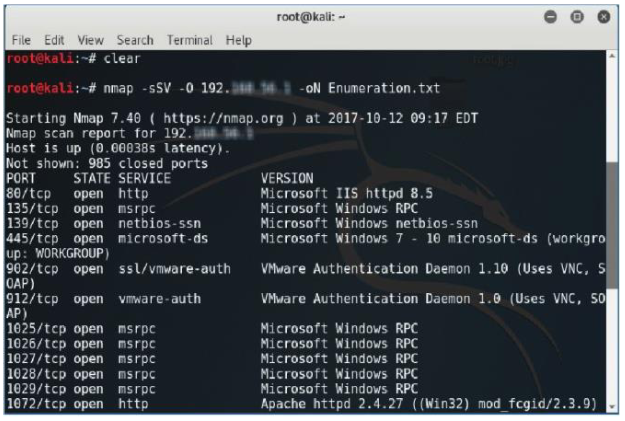 root@kali: ~
File Edit View Search Terminal Help
root@kali:~# clear
root@kali:~# nmap -sSV -O 192. -oN Enumeration.txt
Starting Nmap 7.40 ( https://nmap.org ) at 2017-10-12 09:17 EDT
Nmap scan report for 192.
Host is up (0.00038s latency).
Not shown: 985 closed ports
PORT STATE SERVICE VERSION
80/tcp open http Microsoft IIS httpd 8.5
135/tcp open msrpc Microsoft Windows RPC
139/tcp open netbios-ssn Microsoft Windows netbios-ssn
445/tcp open microsoft-ds Microsoft Windows 7 - 10 microsoft-ds (workgro
up: WORKGROUP)
902/tcp open ssl/vmware-auth VMware Authentication Daemon 1.10 (Uses VNC, S
OAP)
912/tcp open vmware-auth VMware Authentication Daemon 1.0 (Uses VNC, SO
AP)
1025/tcp open msrpc Microsoft Windows RPC
1026/tcp open msrpc Microsoft Windows RPC
1027/tcp open msrpc Microsoft Windows RPC
1028/tcp open msrpc Microsoft Windows RPC
1029/tcp open msrpc Microsoft Windows RPC
1072/tcp open http Apache httpd 2.4.27 ((Win32) mod_fcgid/2.3.9)